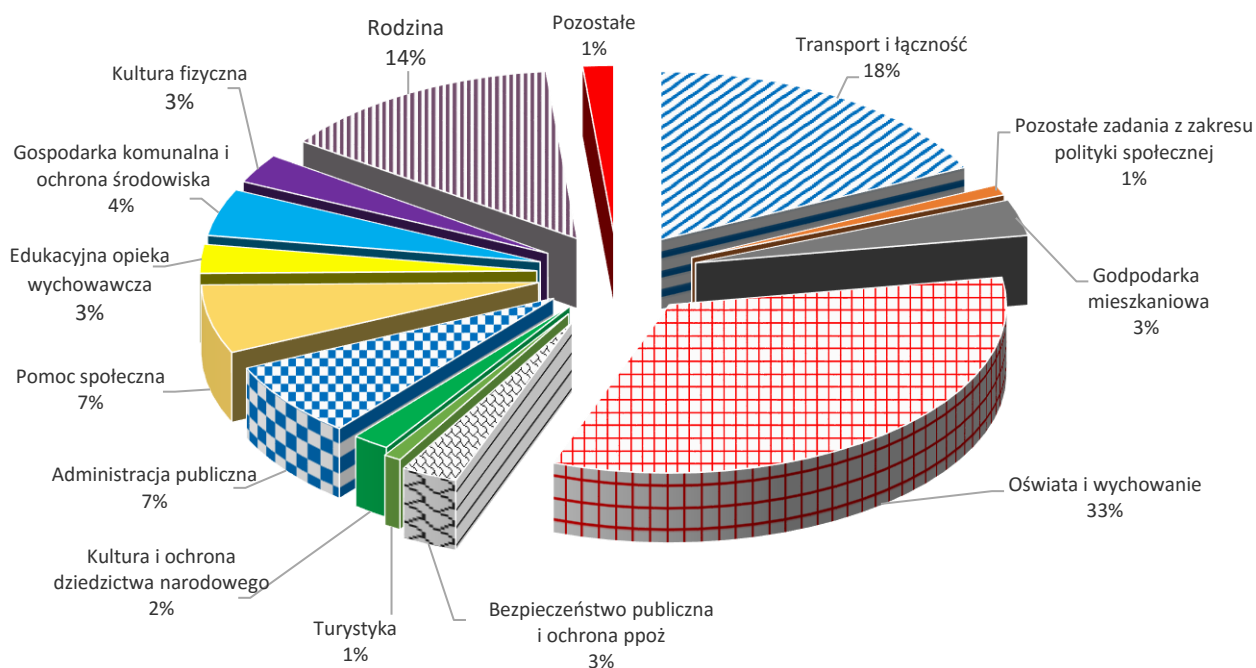 Pozostałe
1%
Transport i łączność
18%
Pozostałe zadania z zakresu
polityki społecznej
1%
Godpodarka
mieszkaniowa
3%
Oświata i wychowanie
33%
Bezpieczeństwo publiczna
i ochrona ppoż
3%
Turystyka
1%
Kultura i ochrona
dziedzictwa narodowego
2%
Administracja publiczna
7%
Pomoc społeczna
7%
Edukacyjna opieka
wychowawcza
3%
Gospodarka komunalna i
ochrona środowiska
4%
Kultura fizyczna
3%
Rodzina
14%